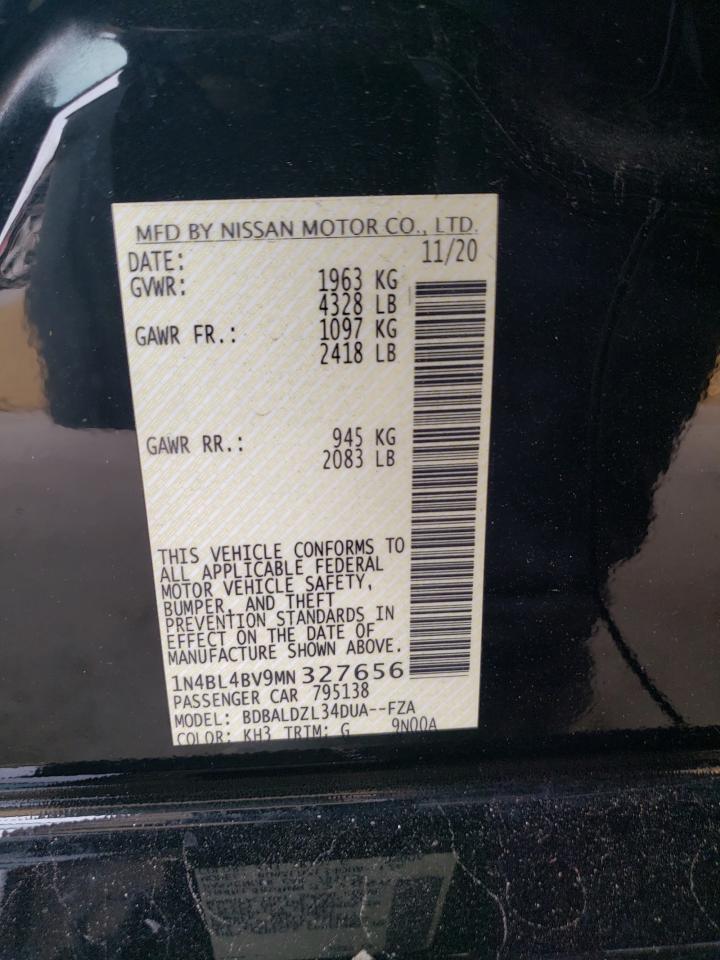 MFD BY NISSAN MOTOR CO., LTD.
DATE: 11/20
GVWR: 1963 KG
4328 LB
GAWR FR.: 1097 KG
2418 LB
GAWR RR.: 945 KG
2083 LB
THIS VEHICLE CONFORMS TO
ALL APPLICABLE FEDERAL
MOTOR VEHICLE SAFETY,
BUMPER, AND THEFT
PREVENTION STANDARDS IN
EFFECT ON THE DATE OF
MANUFACTURE SHOWN ABOVE.
1N4BL4BV9MN327656
PASSENGER CAR 795138
MODEL: BDBALDZL34DUA--FZA
COLOR: KH3 TRIM: G 9N00A